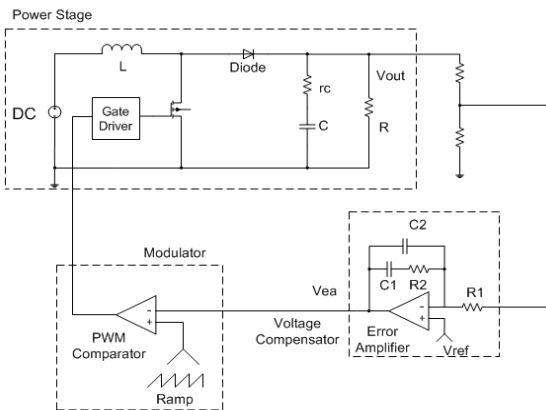 Power Stage
L
Diode
Vout
rc
DC
Gate
Driver
C
R
C2
Modulator
C1
R2
R1
Vea
PWM
Comparator
Voltage
Compensator
Error
Amplifier
Vref
Ramp